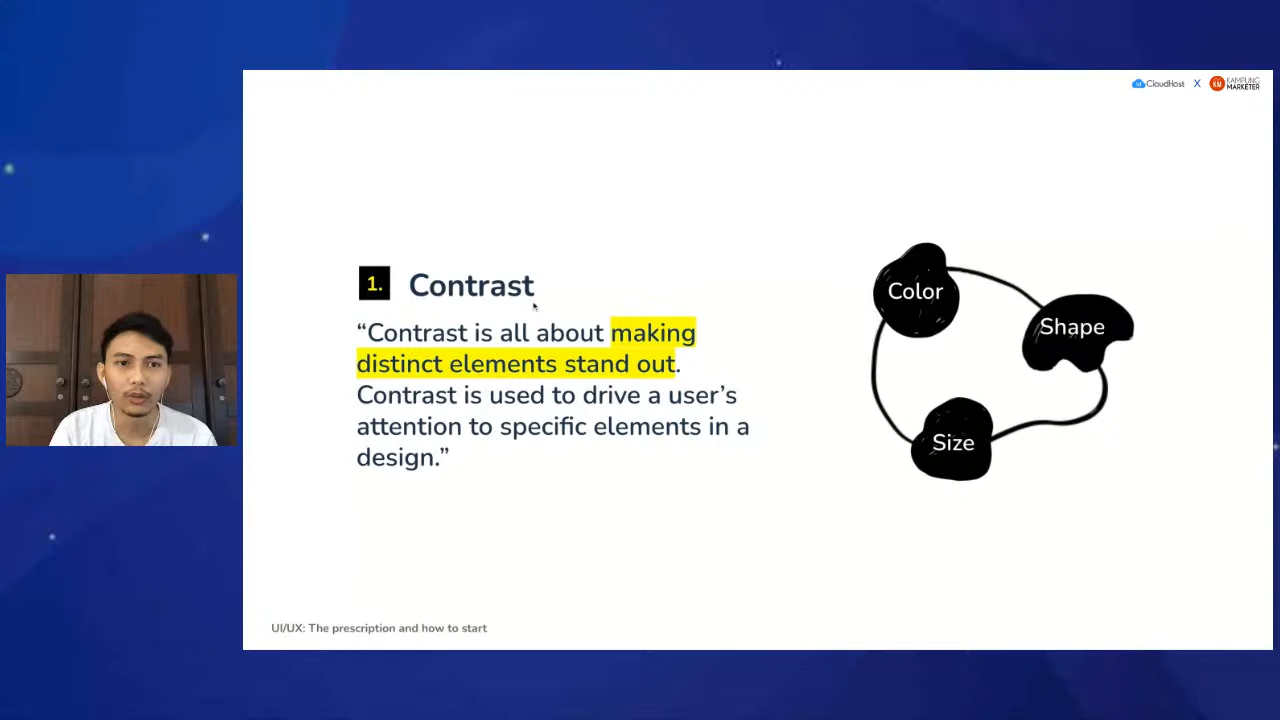 CloudHost X KAMPUNG MARKETER
1. Contrast
“Contrast is all about making
distinct elements stand out.
Contrast is used to drive a user’s
attention to specific elements in a
design.”
Color
Shape
Size
UI/UX: The prescription and how to start